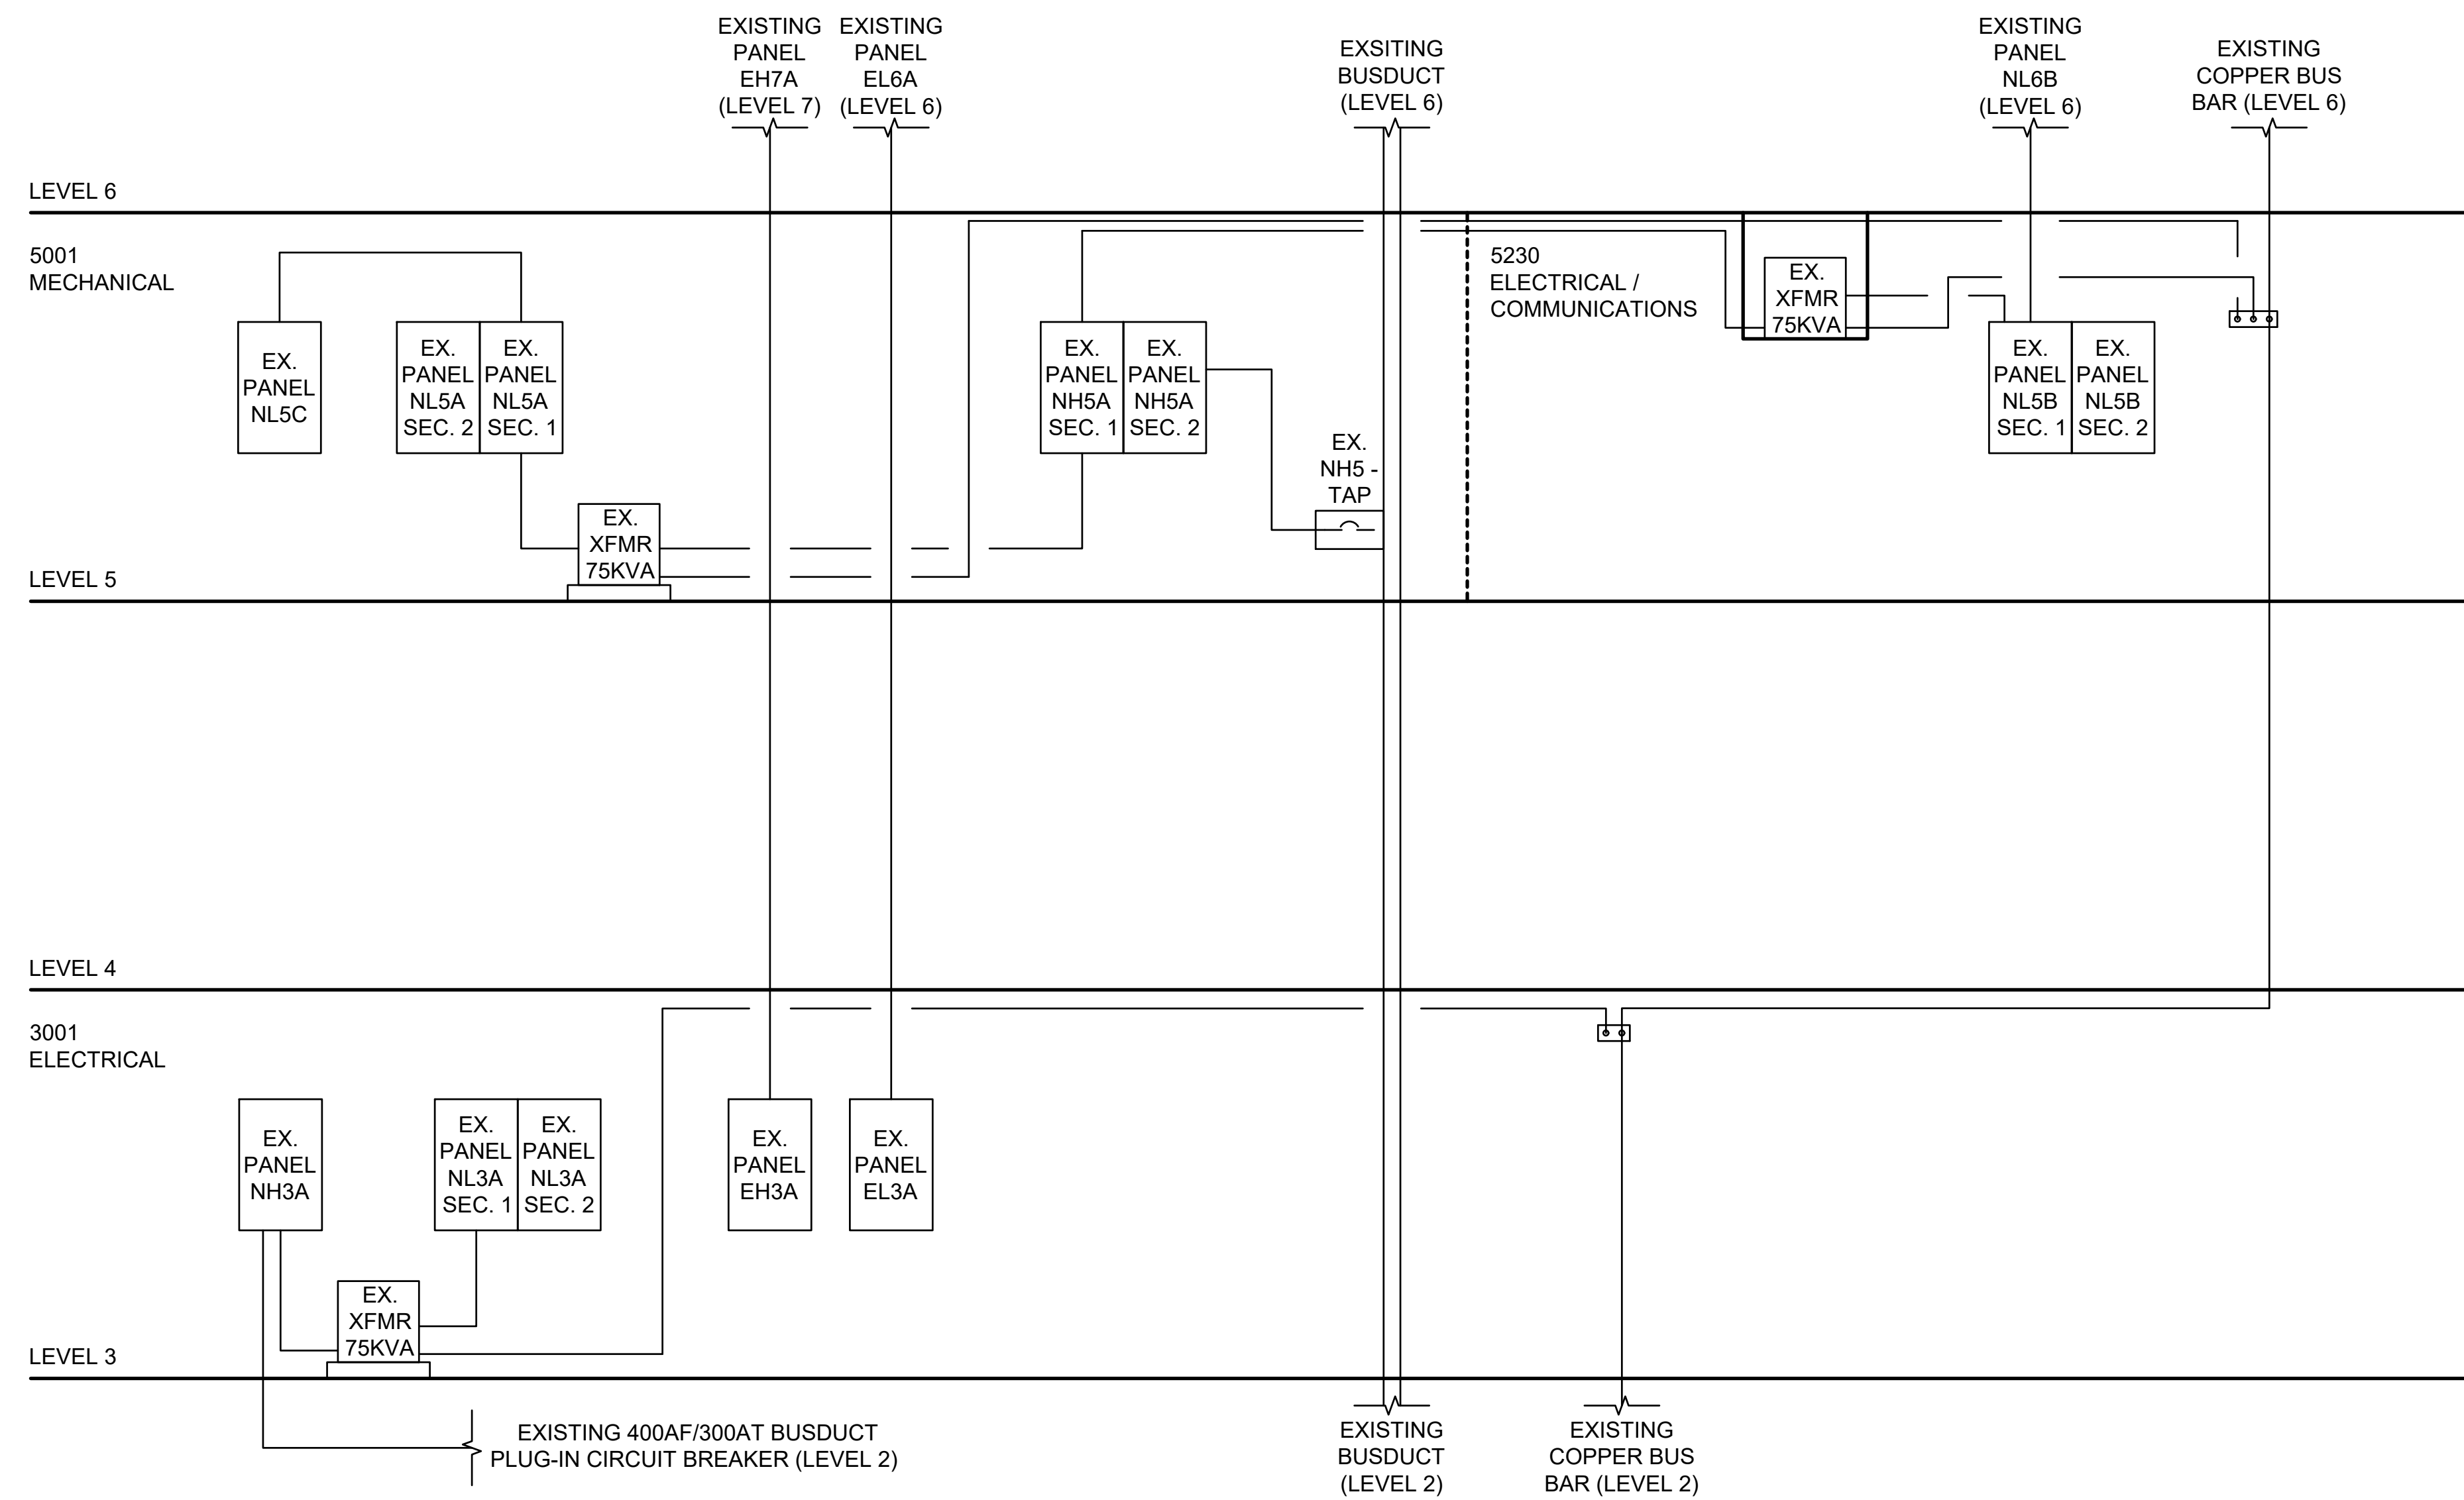 EXISTING
PANEL
EH7A
(LEVEL 7)
EXISTING
PANEL
EL6A
(LEVEL 6)
EXSITING
BUSDUCT
(LEVEL 6)
EXISTING
PANEL
NL6B
(LEVEL 6)
EXISTING
COPPER BUS
BAR (LEVEL 6)
LEVEL 6
5001
MECHANICAL
5230
ELECTRICAL /
COMMUNICATIONS
EX.
XFMR
75KVA
EX.
PANEL
NL5C
EX.
PANEL
NL5A
SEC. 2
EX.
PANEL
NL5A
SEC. 1
EX.
PANEL
NH5A
SEC. 1
EX.
PANEL
NH5A
SEC. 2
EX.
PANEL
NL5B
SEC. 1
EX.
PANEL
NL5B
SEC. 2
EX.
NH5 -
TAP
EX.
XFMR
75KVA
LEVEL 5
LEVEL 4
3001
ELECTRICAL
EX.
PANEL
NH3A
EX.
PANEL
NL3A
SEC. 1
EX.
PANEL
NL3A
SEC. 2
EX.
PANEL
EH3A
EX.
PANEL
EL3A
EX.
XFMR
75KVA
LEVEL 3
EXISTING 400AF/300AT BUSDUCT
PLUG-IN CIRCUIT BREAKER (LEVEL 2)
EXISTING
BUSDUCT
(LEVEL 2)
EXISTING
COPPER BUS
BAR (LEVEL 2)